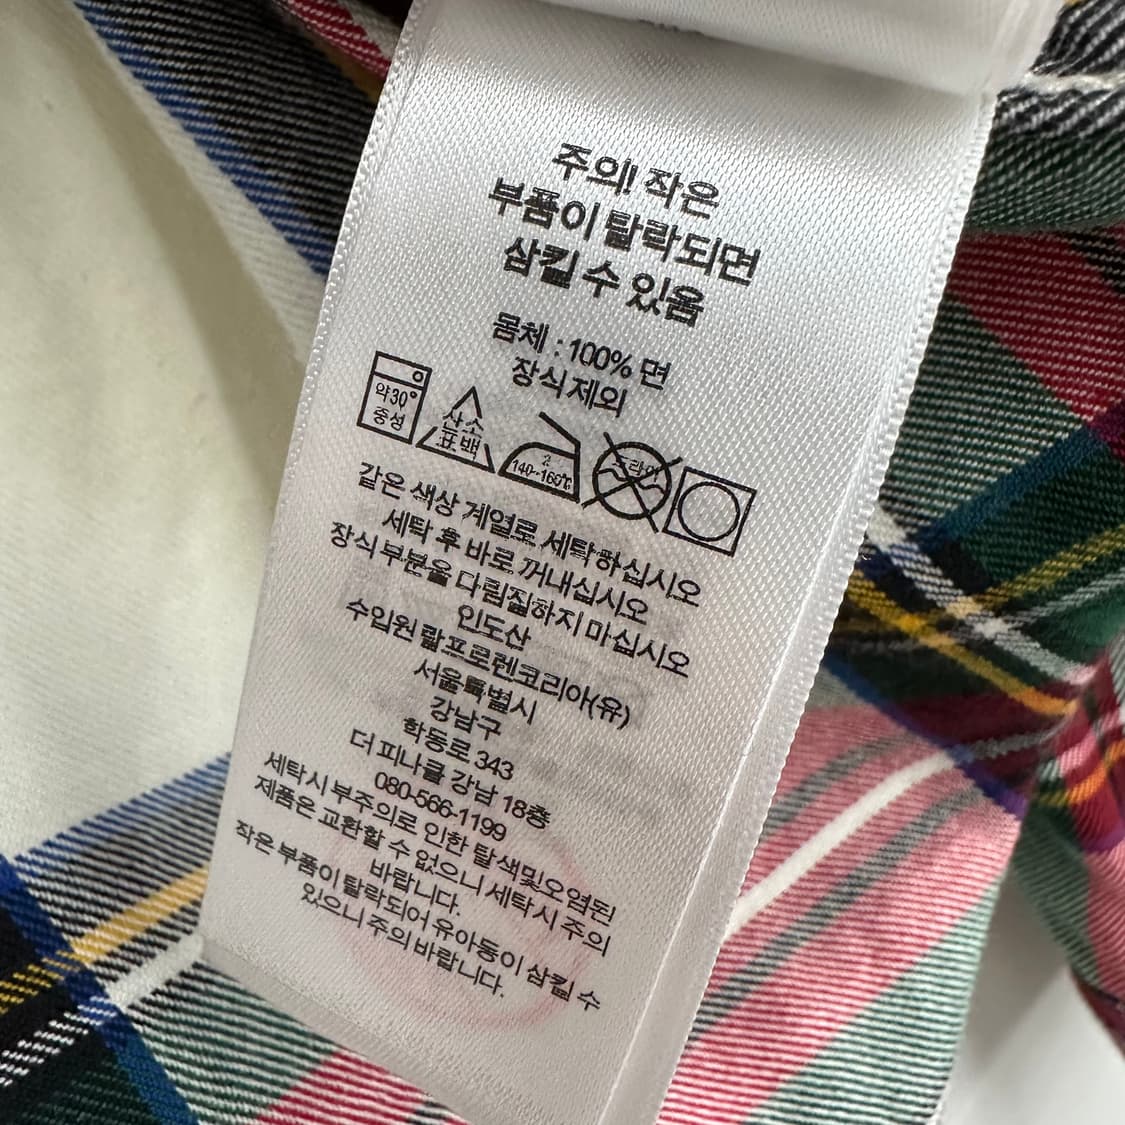 주의! 작은
부품이 탈락되면
삼킬 수 있음
몸체 : 100% 면
장식 제외
약30°
중성
산소
표백
2
140~160℃
드라이
같은 색상 계열로 세탁하십시오
세탁 후 바로 꺼내십시오
장식 부분을 다림질하지 마십시오
인도산
수입원 랄프로렌코리아(유)
서울특별시
강남구
학동로 343
더 피나클 강남 18층
080-566-1199
세탁시 부주의로 인한 탈색및오염된
제품은 교환할 수 없으니 세탁시 주의
바랍니다.
작은 부품이 탈락되어 유아동이 삼킬 수
있으니 주의 바랍니다.